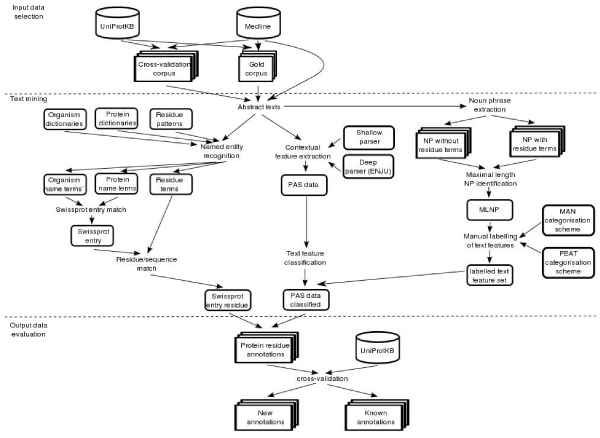 Input data
selection
UniProtKB
Medline
Cross-validation
corpus
Gold
corpus
Text mining
Abstract texts
Noun phrase
extraction
Organism
dictionaries
Protein
dictionaries
Residue
patterns
Named entity
recognition
Contextual
feature extraction
Shallow
parser
Deep
parser (ENJU)
NP without
residue terms
NP with
residue terms
Organism
name terms
Protein
name terms
Residue
terms
PAS data
Maximal length
NP identification
Swissprot entry match
MLNP
MAN
categorisation
scheme
Swissprot
entry
Manual labelling
of text features
Residue/sequence
match
Text feature
classification
FEAT
categorisation
scheme
labelled text
feature set
Swissprot
entry residue
PAS data
classified
Output data
evaluation
Protein residue
annotations
UniProtKB
cross-validation
New
annotations
Known
annotations